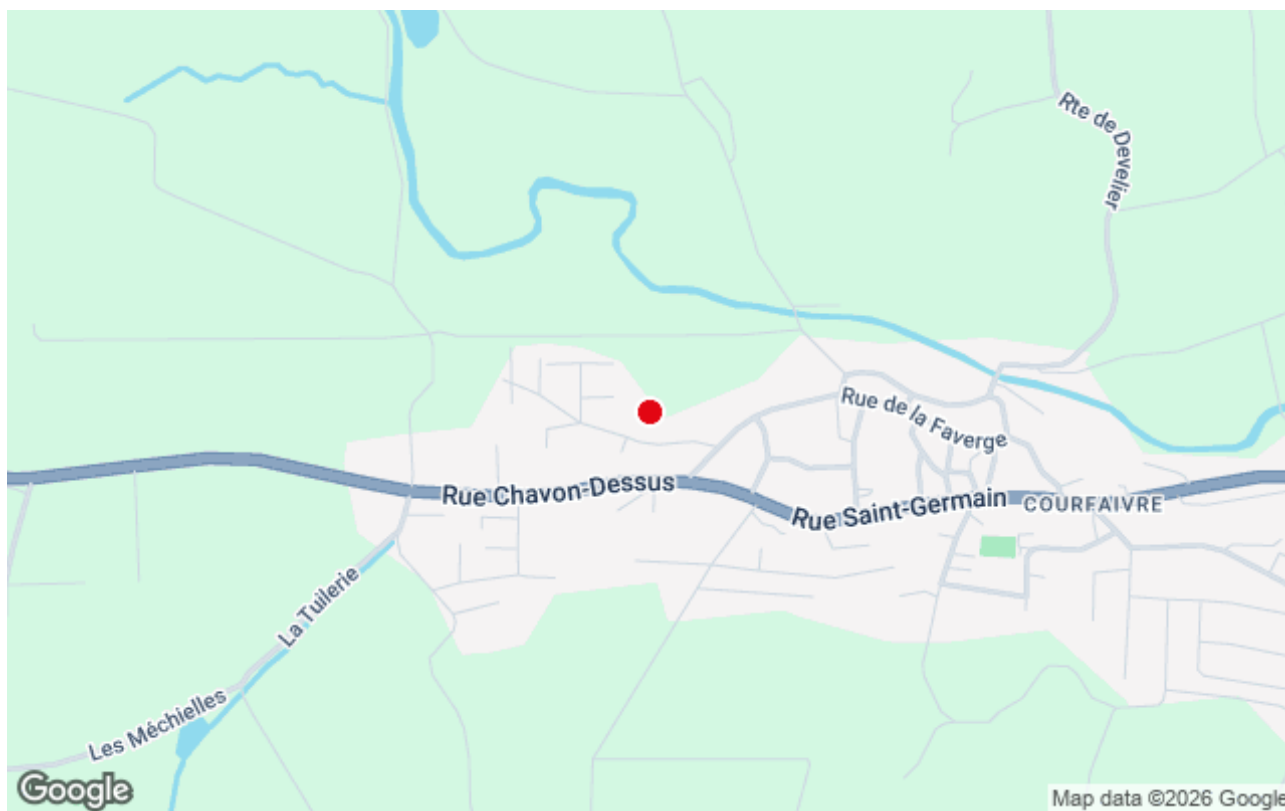 Rte de Develier
Rue de la Faverge
Rue Chavon-Dessus
Rue Saint-Germain
COURFAIVRE
La Tuilerie
Les Méchielles
Google
Map data ©2026 Google